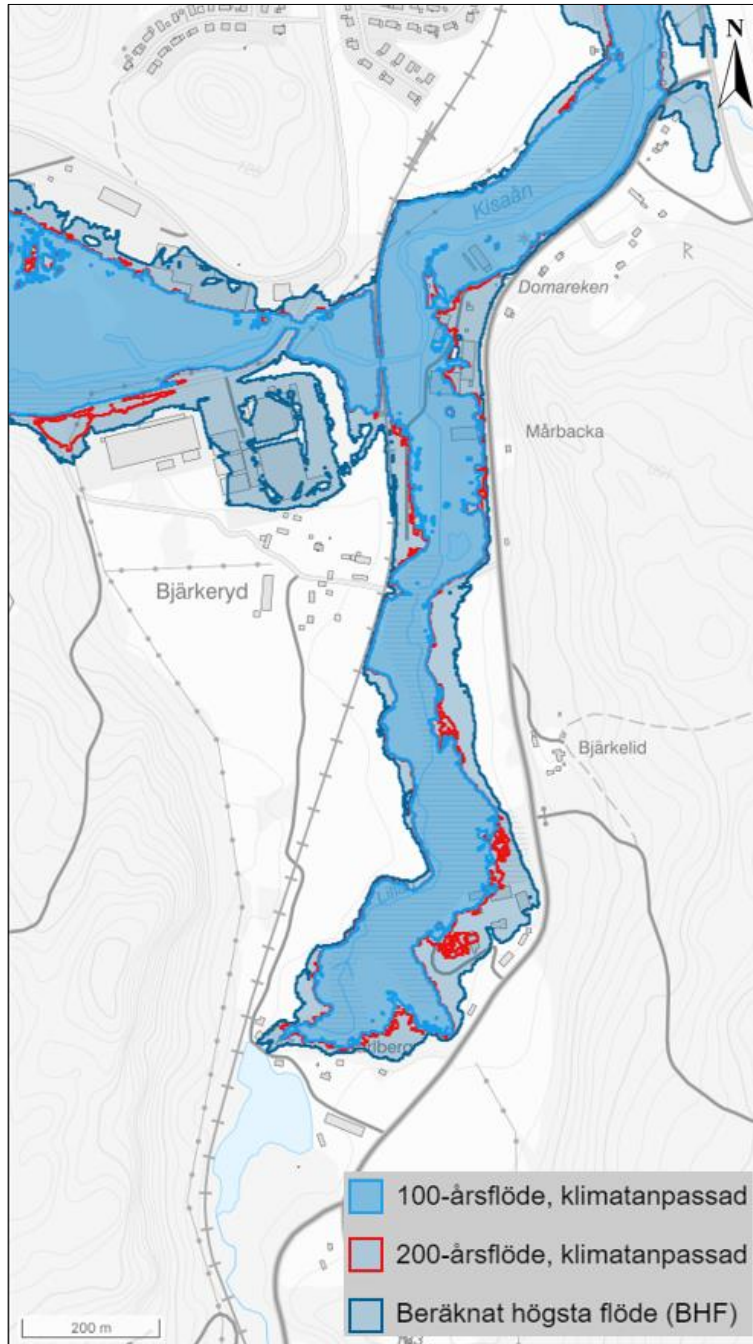 N
Kisaån
R
Domareken
Mårbacka
Bjärkeryd
Bjärkelid
100-årsflöde, klimatanpassad
200-årsflöde, klimatanpassad
Beräknat högsta flöde (BHF)
200 m